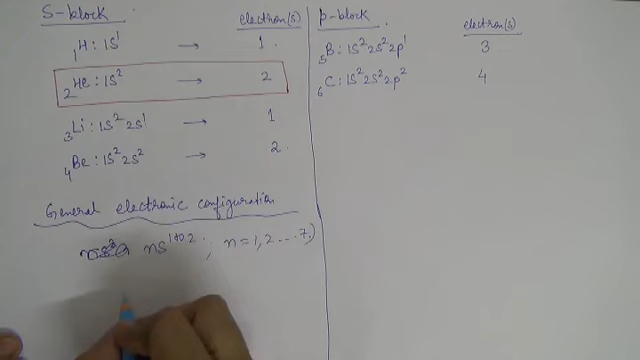 S-block electron(s)
₁H : 1S¹ → 1.
₂He : 1S² → 2
₃Li : 1S² 2S¹ → 1
₄Be : 1S² 2S² → 2.
General electronic configuration
nS¹ ᵗᵒ ² ; n = 1, 2 ... 7.)
p-block. electron(s)
₅B : 1S² 2S² 2p¹ 3
₆C : 1S² 2S² 2p² 4